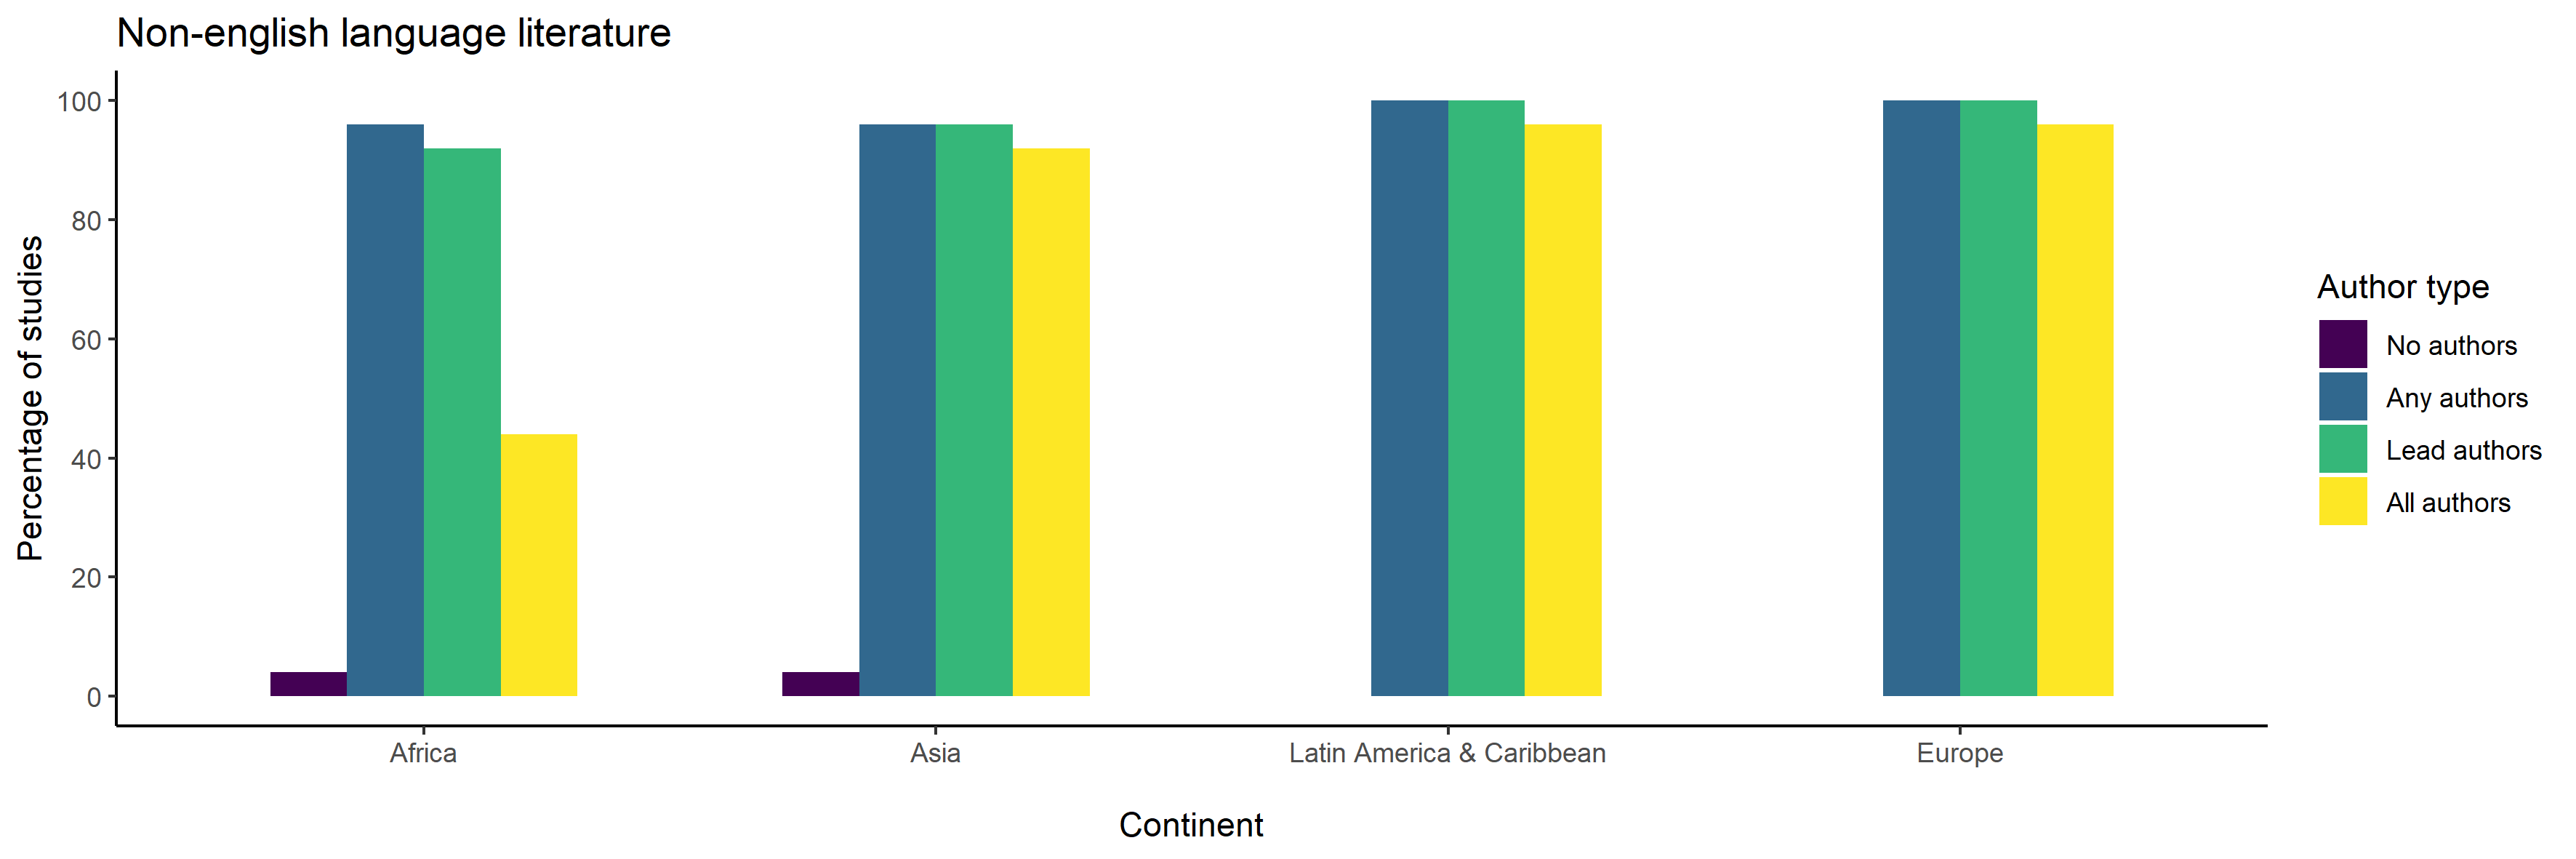 Non-english language literature
Percentage of studies
100
80
60
40
20
0
Africa
Asia
Latin America & Caribbean
Europe
Continent
Author type
No authors
Any authors
Lead authors
All authors